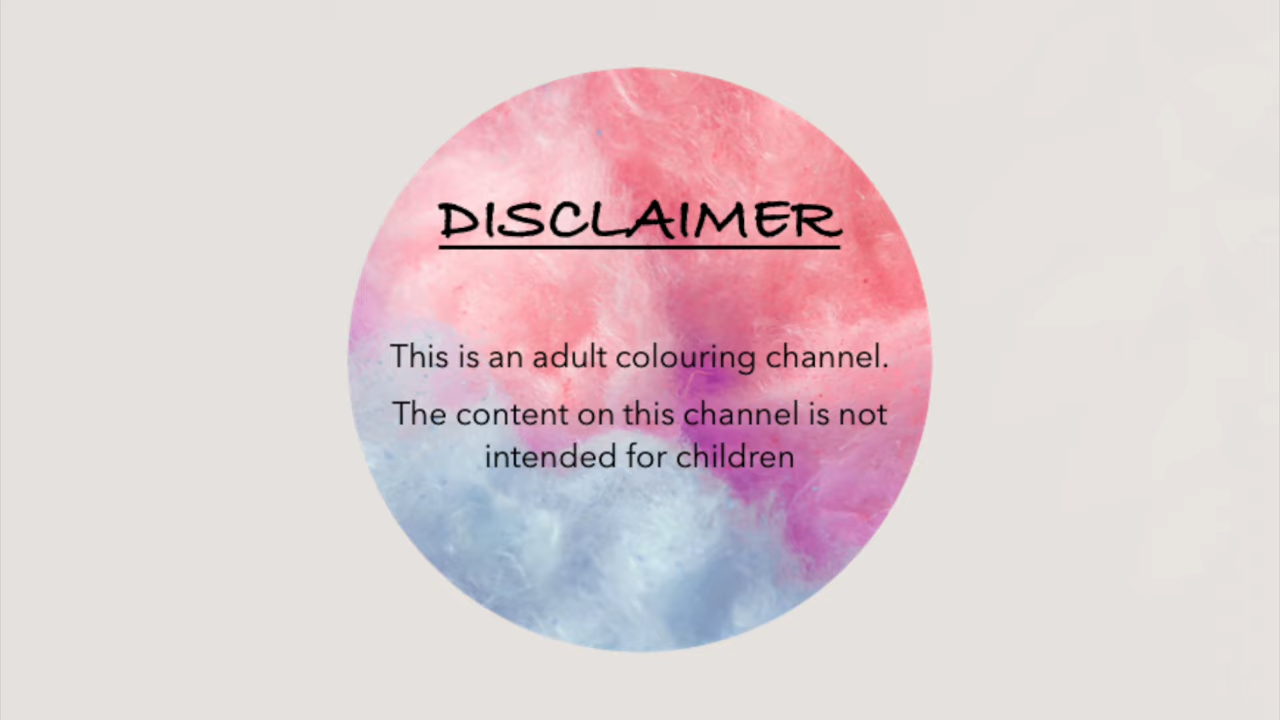 DISCLAIMER
This is an adult colouring channel.
The content on this channel is not
intended for children